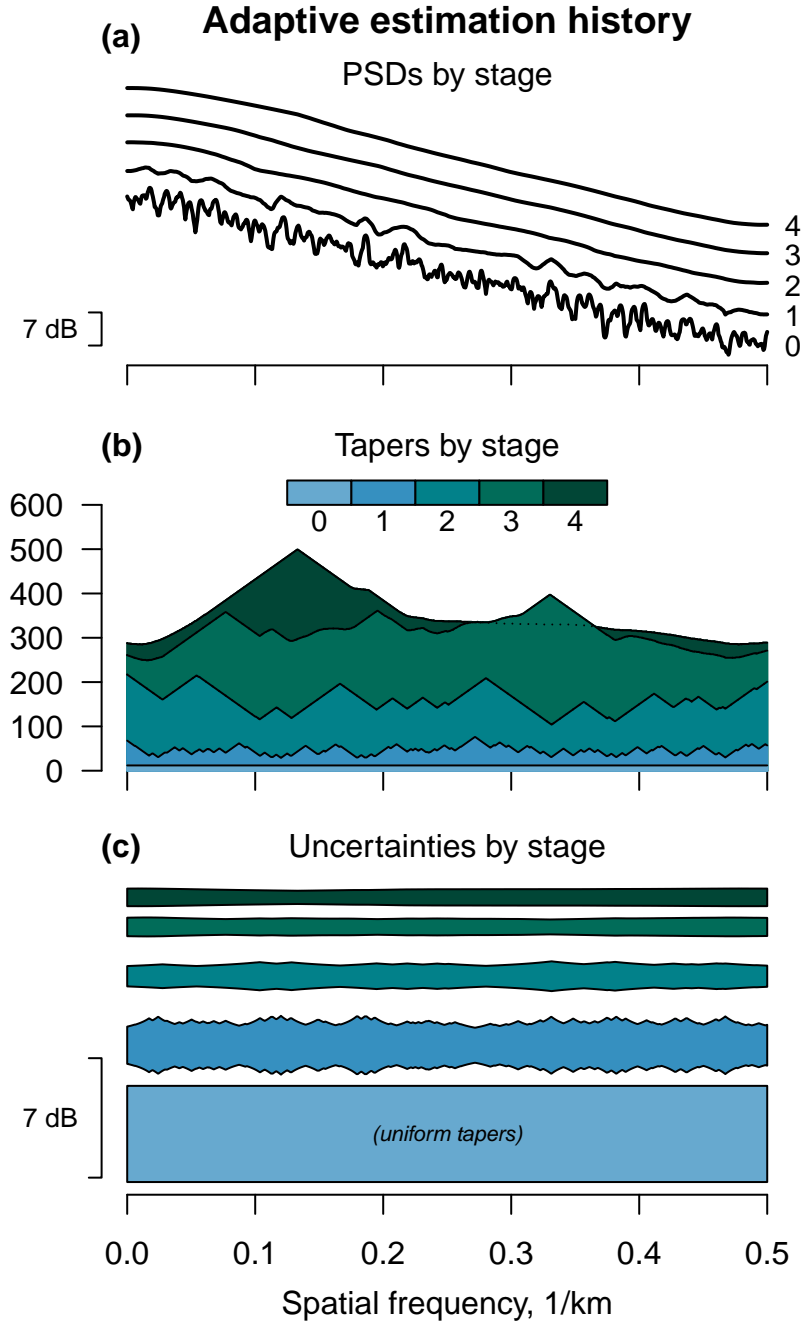 Adaptive estimation history
(a)
PSDs by stage
4
3
2
1
0
7 dB
(b)
Tapers by stage
0 1 2 3 4
600
500
400
300
200
100
0
(c)
Uncertainties by stage
7 dB
(uniform tapers)
0.0 0.1 0.2 0.3 0.4 0.5
Spatial frequency, 1/km